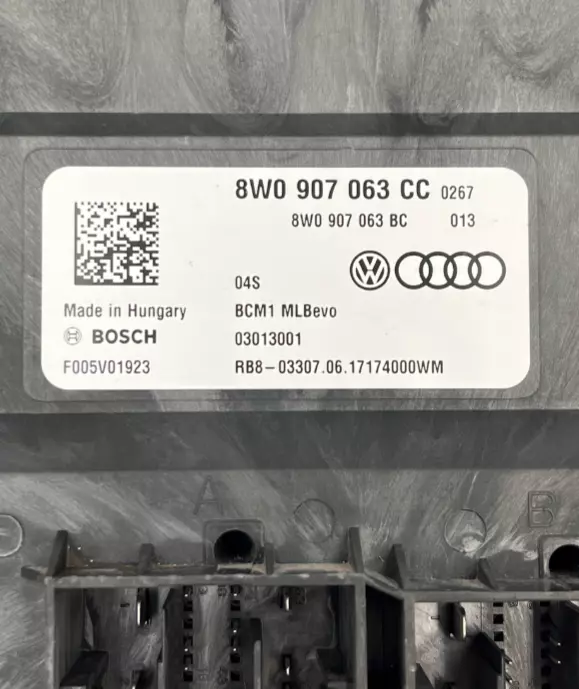 8W0 907 063 CC 0267
8W0 907 063 BC 013
04S
Made in Hungary BCM1 MLBevo
BOSCH 03013001
F005V01923 RB8-03307.06.17174000WM
A B